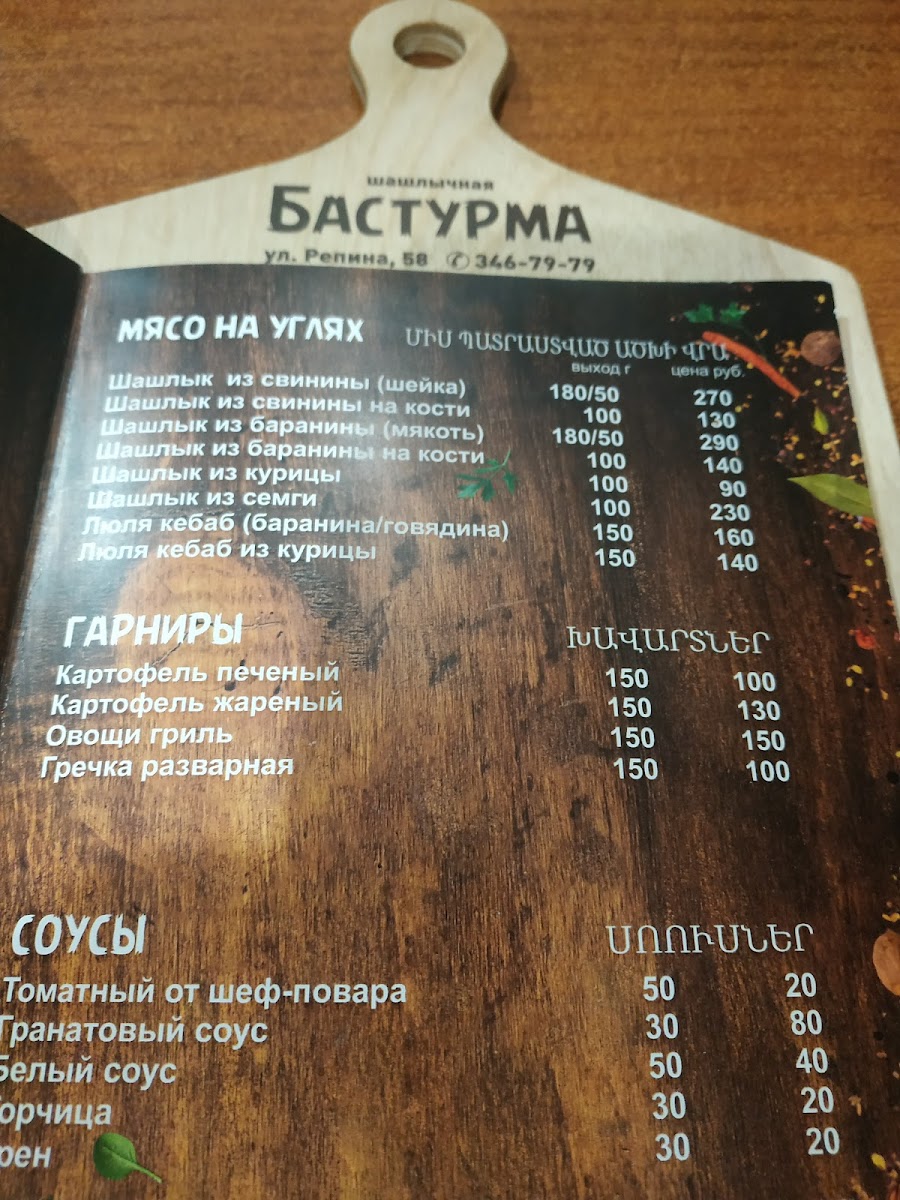 шашлычная
БАСТУРМА
ул. Репина, 58 ✆ 346-79-79
МЯСО НА УГЛЯХ ՄԻՍ ՊԱՏՐԱՍՏՎԱԾ ԱԾԽԻ ՎՐԱ
выход г цена руб.
Шашлык из свинины (шейка) 180/50 270
Шашлык из свинины на кости 100 130
Шашлык из баранины (мякоть) 180/50 290
Шашлык из баранины на кости 100 140
Шашлык из курицы 100 90
Шашлык из семги 100 230
Люля кебаб (баранина/говядина) 150 160
Люля кебаб из курицы 150 140
ГАРНИРЫ ԽԱՎԱՐՏՆԵՐ
Картофель печеный 150 100
Картофель жареный 150 130
Овощи гриль 150 150
Гречка разварная 150 100
СОУСЫ ՍՈՈՒՍՆԵՐ
Томатный от шеф-повара 50 20
Гранатовый соус 30 80
Белый соус 50 40
орчица 30 20
рен 30 20